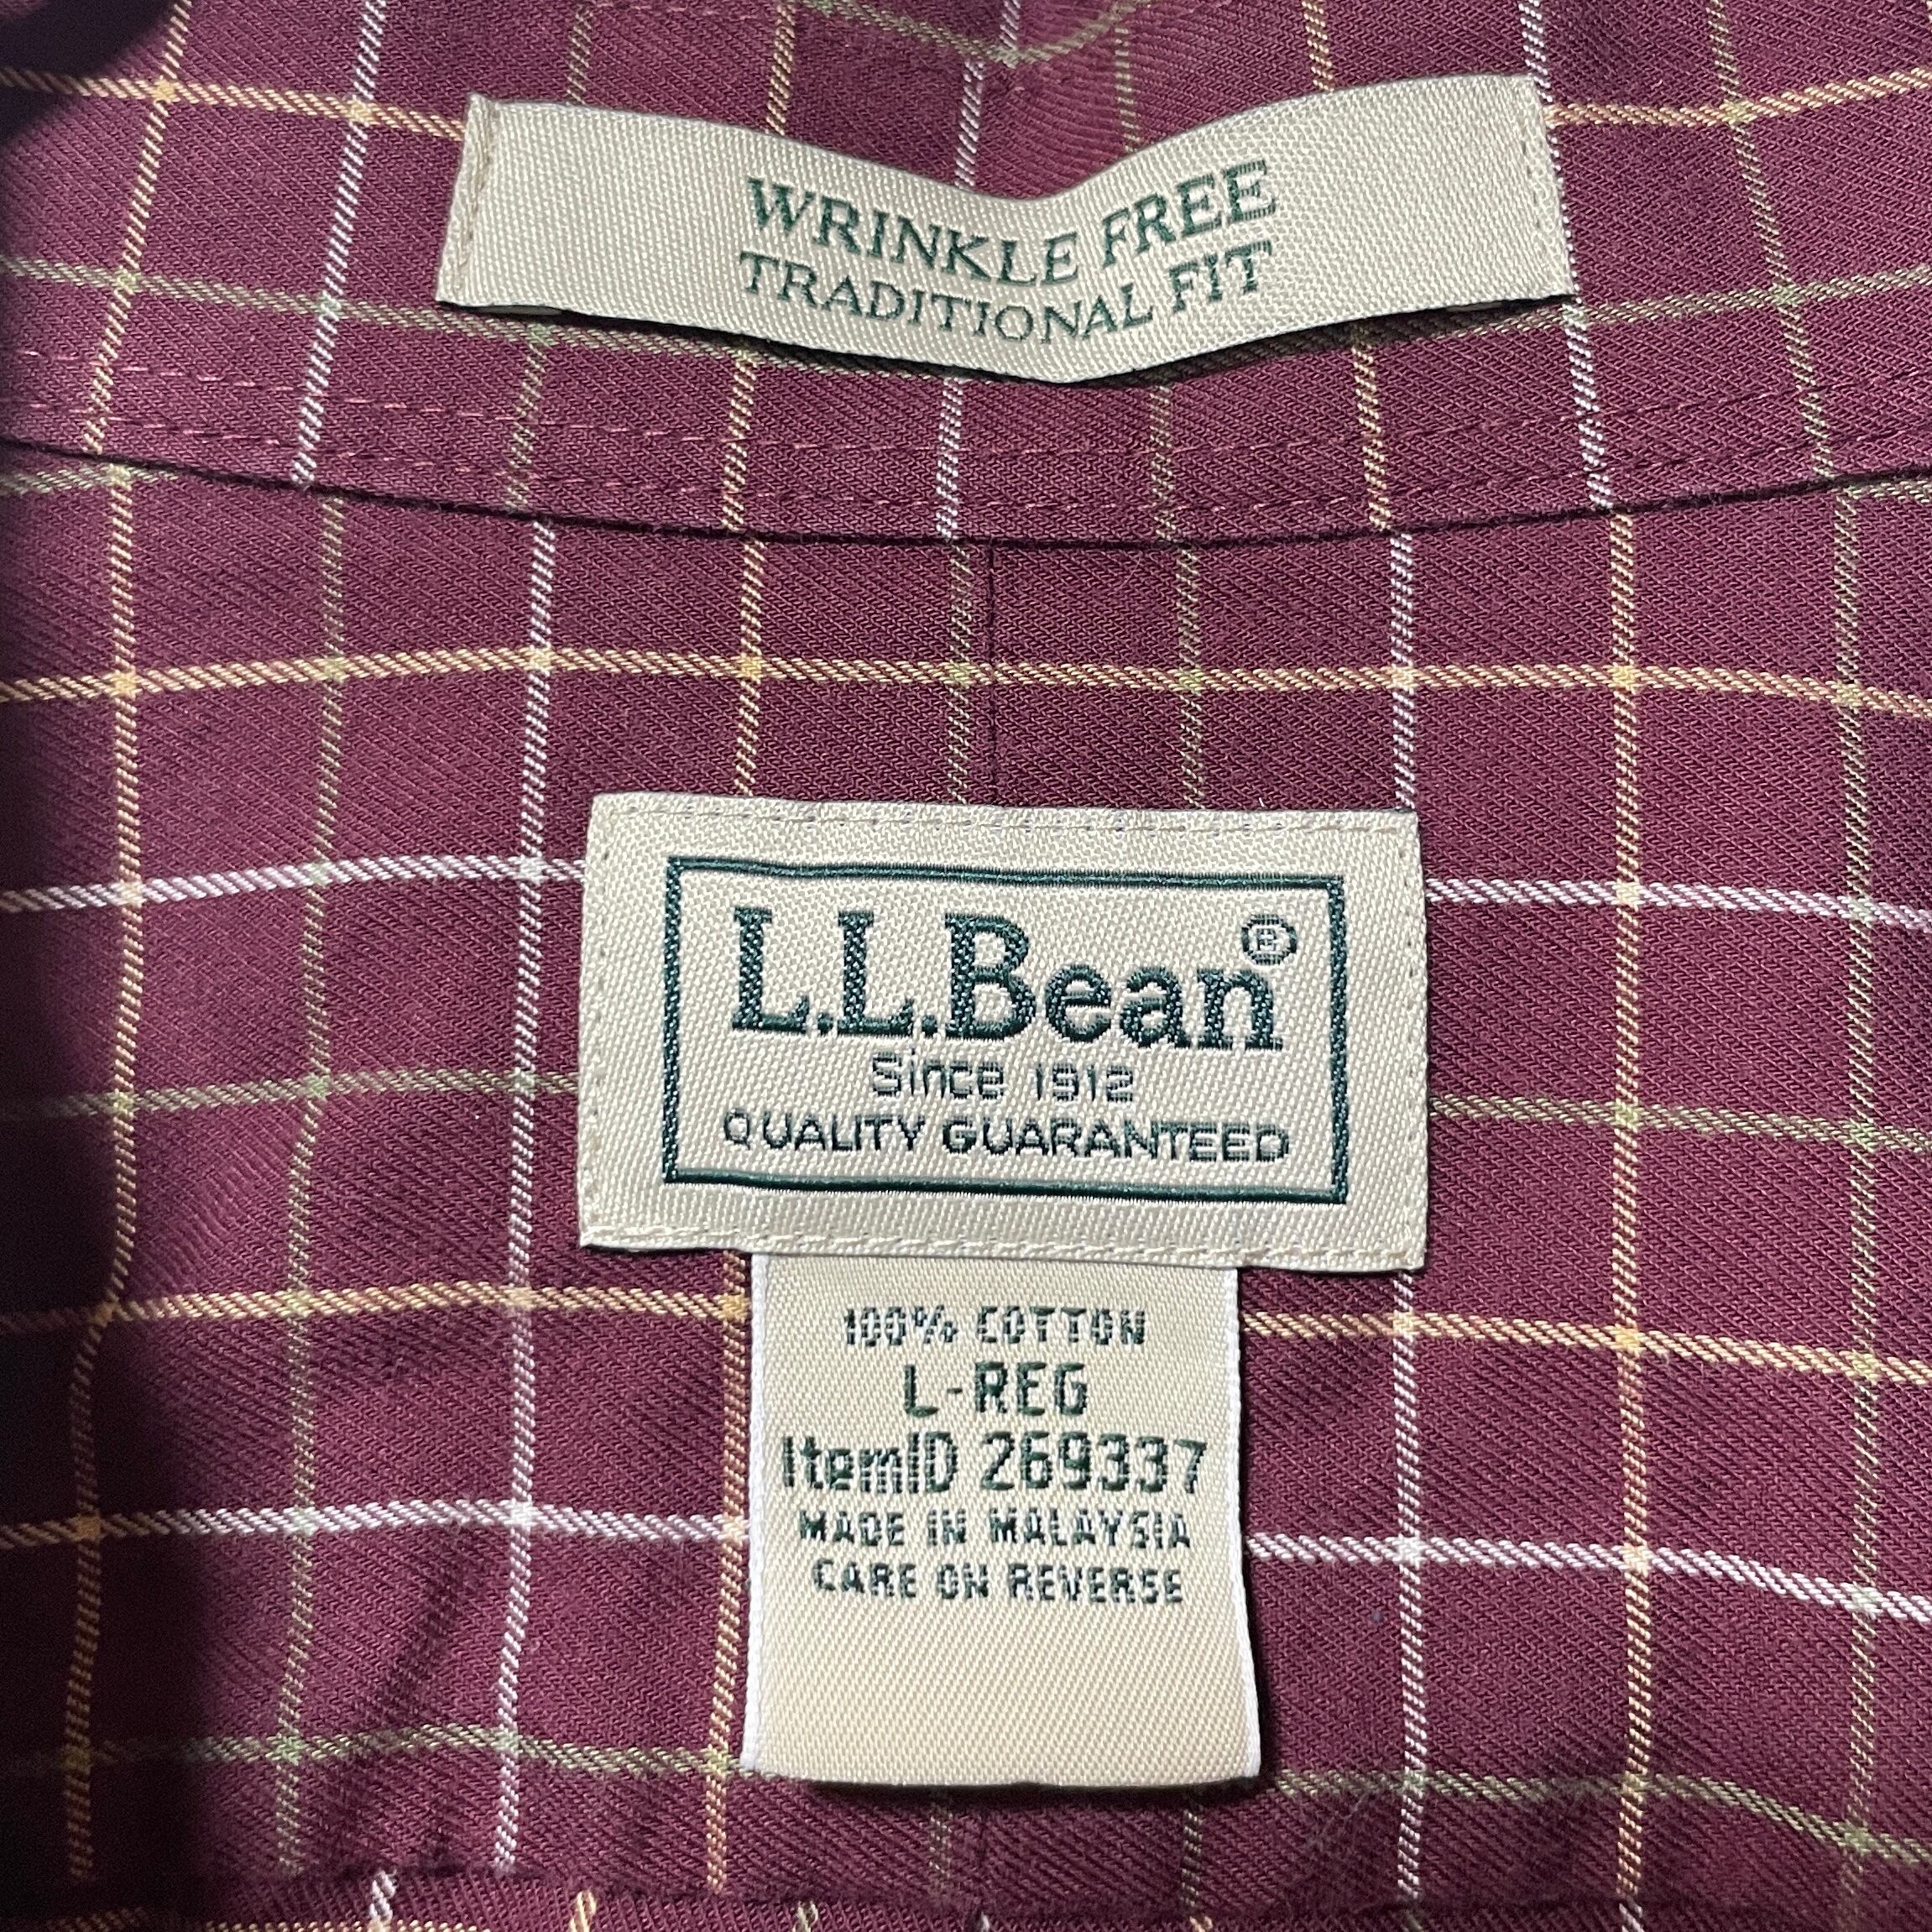 WRINKLE FREE
TRADITIONAL FIT
L.L.Bean®
Since 1912
QUALITY GUARANTEED
100% COTTON
L-REG
ItemID 269337
MADE IN MALAYSIA
CARE ON REVERSE